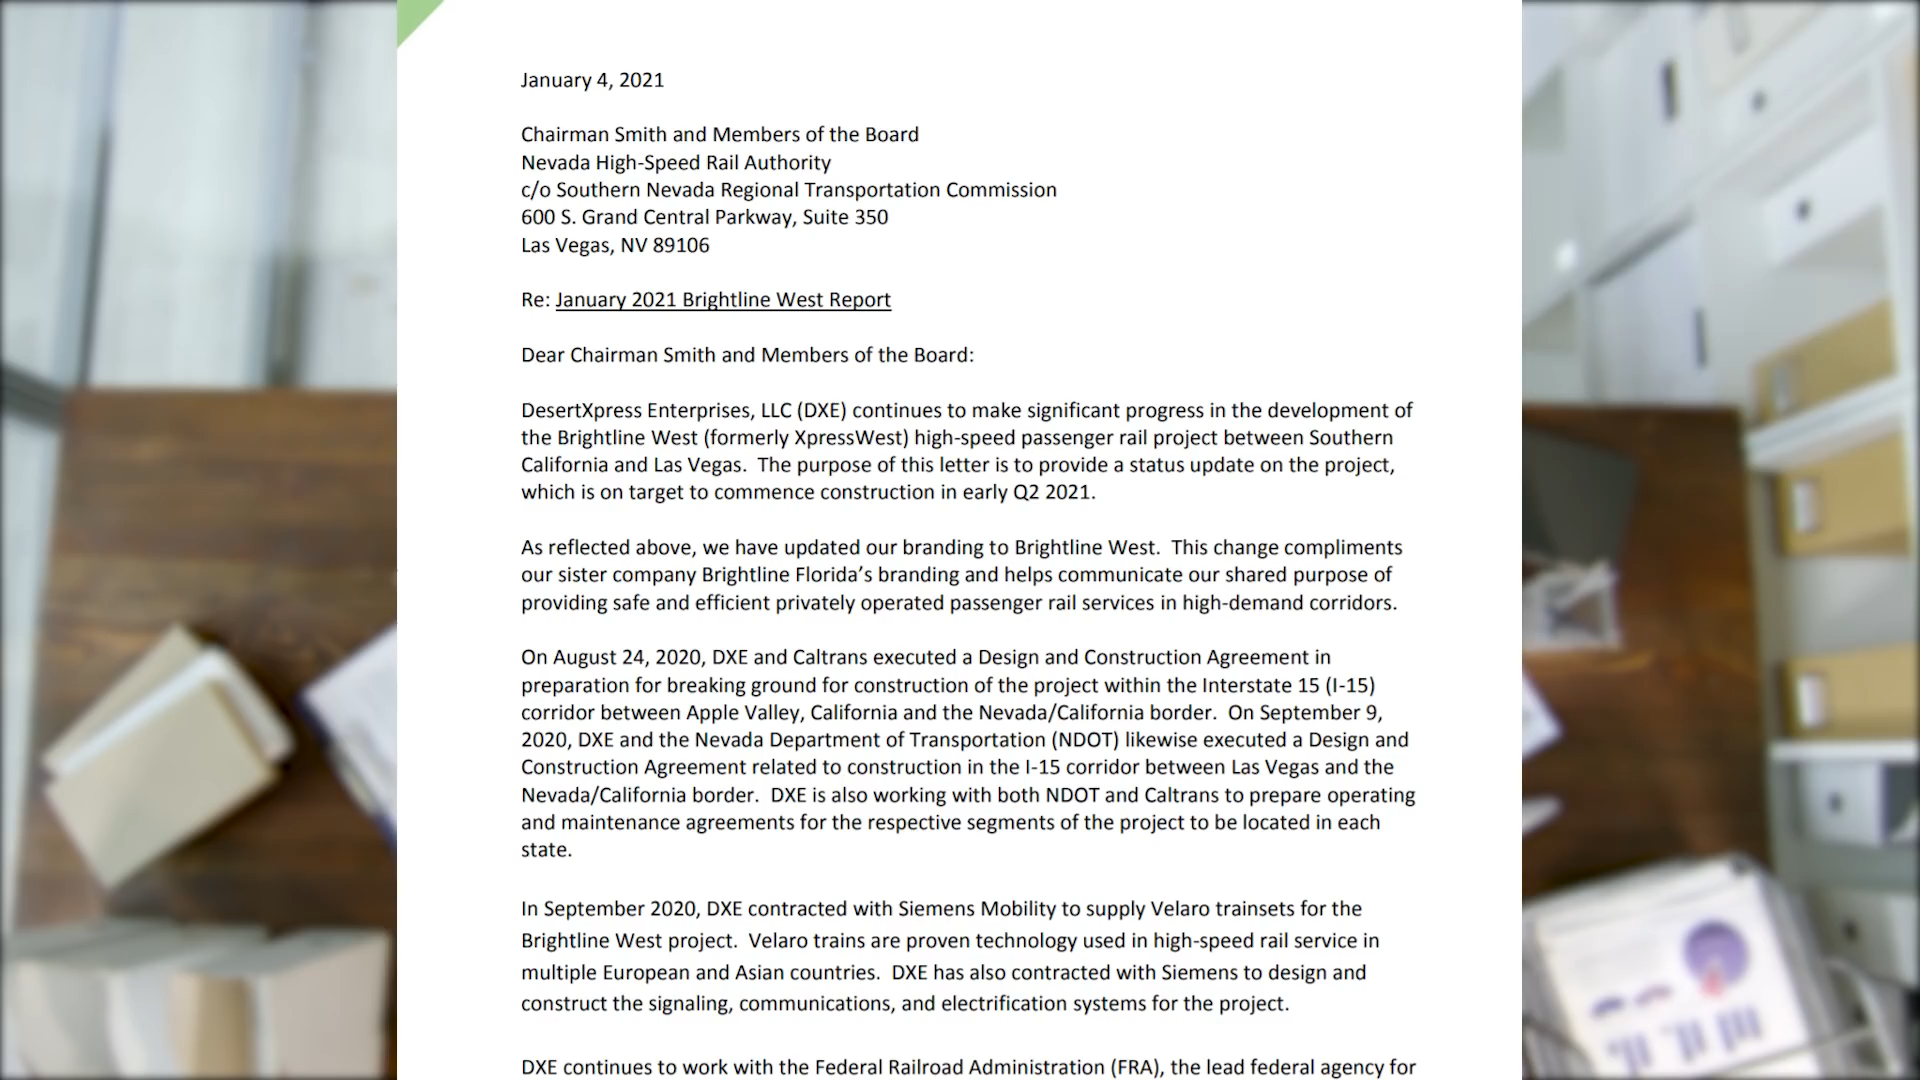 January 4, 2021
Chairman Smith and Members of the Board
Nevada High-Speed Rail Authority
c/o Southern Nevada Regional Transportation Commission
600 S. Grand Central Parkway, Suite 350
Las Vegas, NV 89106
Re: January 2021 Brightline West Report
Dear Chairman Smith and Members of the Board:
DesertXpress Enterprises, LLC (DXE) continues to make significant progress in the development of
the Brightline West (formerly XpressWest) high-speed passenger rail project between Southern
California and Las Vegas.  The purpose of this letter is to provide a status update on the project,
which is on target to commence construction in early Q2 2021.
As reflected above, we have updated our branding to Brightline West.  This change compliments
our sister company Brightline Florida’s branding and helps communicate our shared purpose of
providing safe and efficient privately operated passenger rail services in high-demand corridors.
On August 24, 2020, DXE and Caltrans executed a Design and Construction Agreement in
preparation for breaking ground for construction of the project within the Interstate 15 (I-15)
corridor between Apple Valley, California and the Nevada/California border.  On September 9,
2020, DXE and the Nevada Department of Transportation (NDOT) likewise executed a Design and
Construction Agreement related to construction in the I-15 corridor between Las Vegas and the
Nevada/California border.  DXE is also working with both NDOT and Caltrans to prepare operating
and maintenance agreements for the respective segments of the project to be located in each
state.
In September 2020, DXE contracted with Siemens Mobility to supply Velaro trainsets for the
Brightline West project.  Velaro trains are proven technology used in high-speed rail service in
multiple European and Asian countries.  DXE has also contracted with Siemens to design and
construct the signaling, communications, and electrification systems for the project.
DXE continues to work with the Federal Railroad Administration (FRA), the lead federal agency for